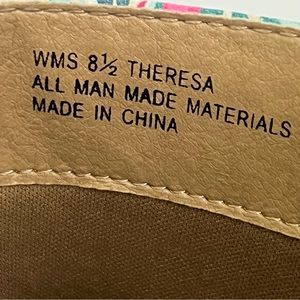 WMS 8½ THERESA
ALL MAN MADE MATERIALS
MADE IN CHINA